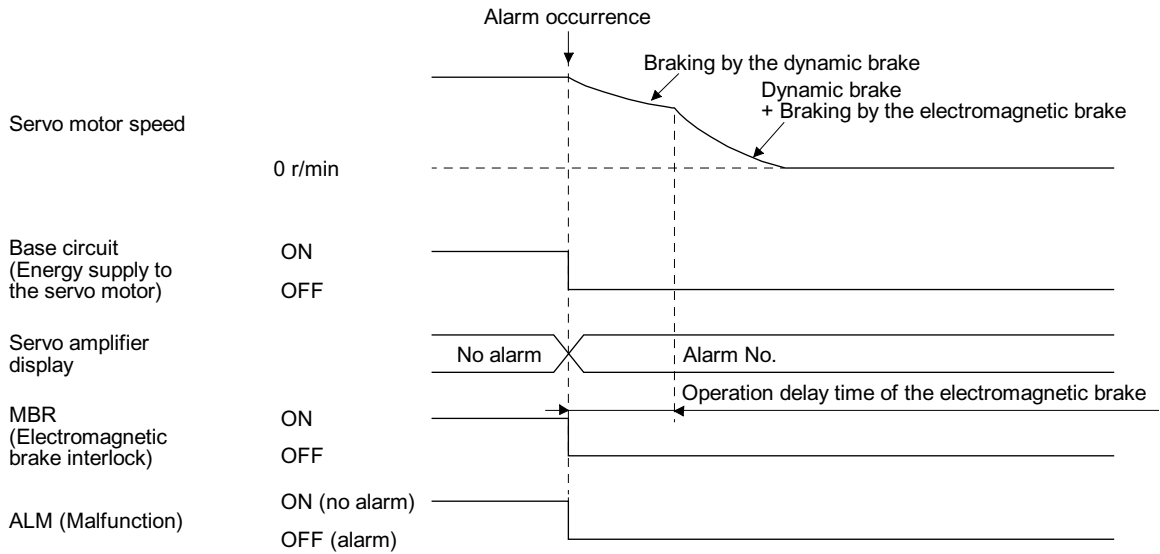 Alarm occurrence
Braking by the dynamic brake
Dynamic brake
+ Braking by the electromagnetic brake
Servo motor speed
0 r/min
Base circuit
(Energy supply to
the servo motor)
ON
OFF
Servo amplifier
display
No alarm
Alarm No.
Operation delay time of the electromagnetic brake
MBR
(Electromagnetic
brake interlock)
ON
OFF
ALM (Malfunction)
ON (no alarm)
OFF (alarm)